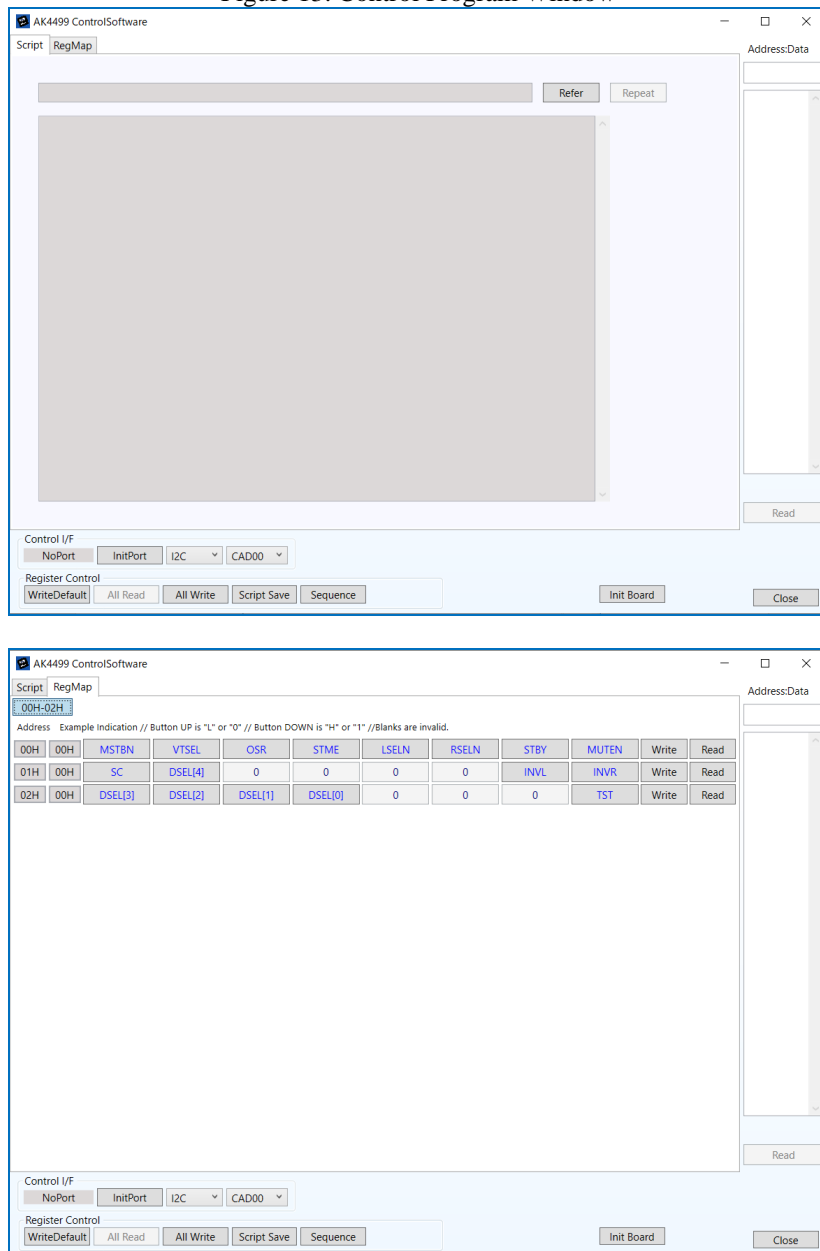 Figure 13. Control Program Window
AK4499 ControlSoftware
Script RegMap
Address:Data
Refer Repeat
Read
Control I/F
NoPort InitPort I2C CAD00
Register Control
WriteDefault All Read All Write Script Save Sequence Init Board Close
AK4499 ControlSoftware
Script RegMap
Address:Data
00H-02H
Address Example Indication // Button UP is "L" or "0" // Button DOWN is "H" or "1" //Blanks are invalid.
00H 00H MSTBN VTSEL OSR STME LSELN RSELN STBY MUTEN Write Read
01H 00H SC DSEL[4] 0 0 0 0 INVL INVR Write Read
02H 00H DSEL[3] DSEL[2] DSEL[1] DSEL[0] 0 0 0 TST Write Read
Read
Control I/F
NoPort InitPort I2C CAD00
Register Control
WriteDefault All Read All Write Script Save Sequence Init Board Close